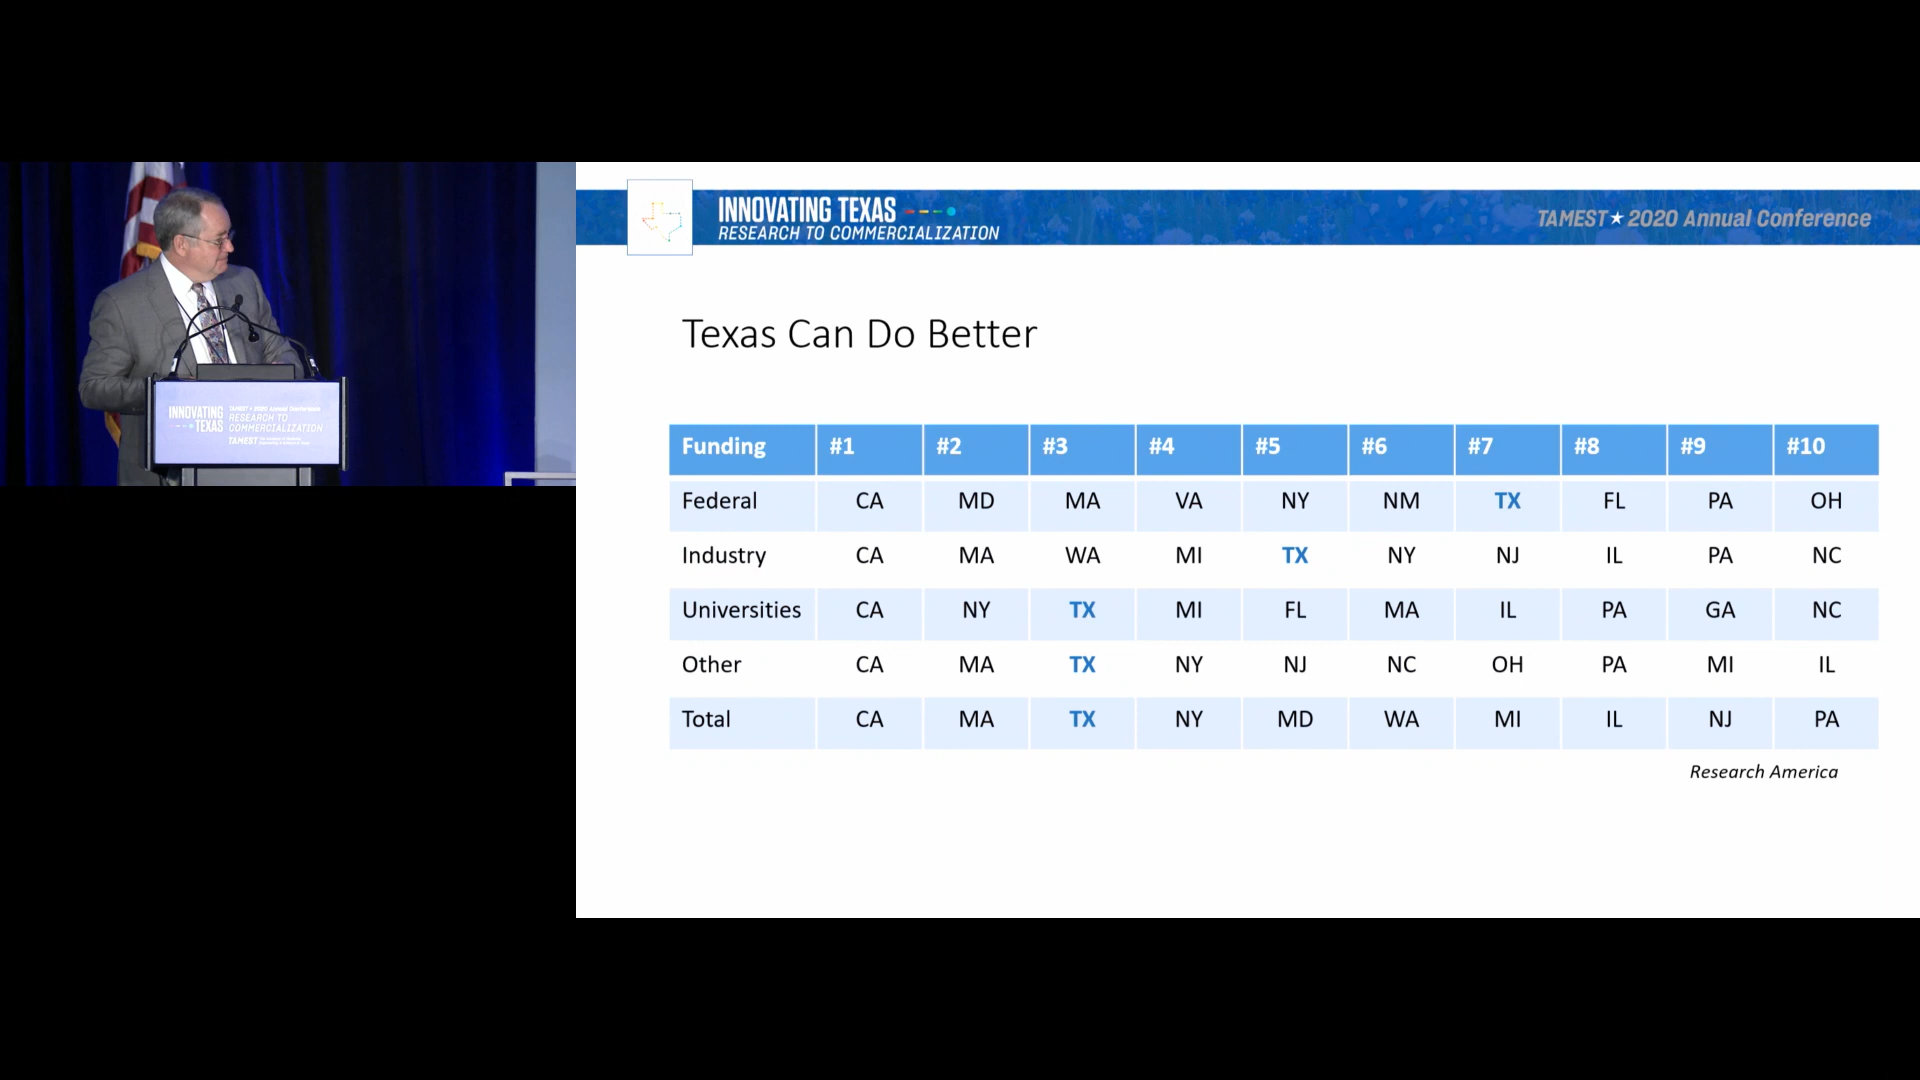 INNOVATING TEXAS
RESEARCH TO COMMERCIALIZATION
TAMEST★2020 Annual Conference
Texas Can Do Better
Funding #1 #2 #3 #4 #5 #6 #7 #8 #9 #10
Federal CA MD MA VA NY NM TX FL PA OH
Industry CA MA WA MI TX NY NJ IL PA NC
Universities CA NY TX MI FL MA IL PA GA NC
Other CA MA TX NY NJ NC OH PA MI IL
Total CA MA TX NY MD WA MI IL NJ PA
Research America
INNOVATING
TEXAS
TAMEST • 2020 Annual Conference
RESEARCH TO
COMMERCIALIZATION
TAMEST